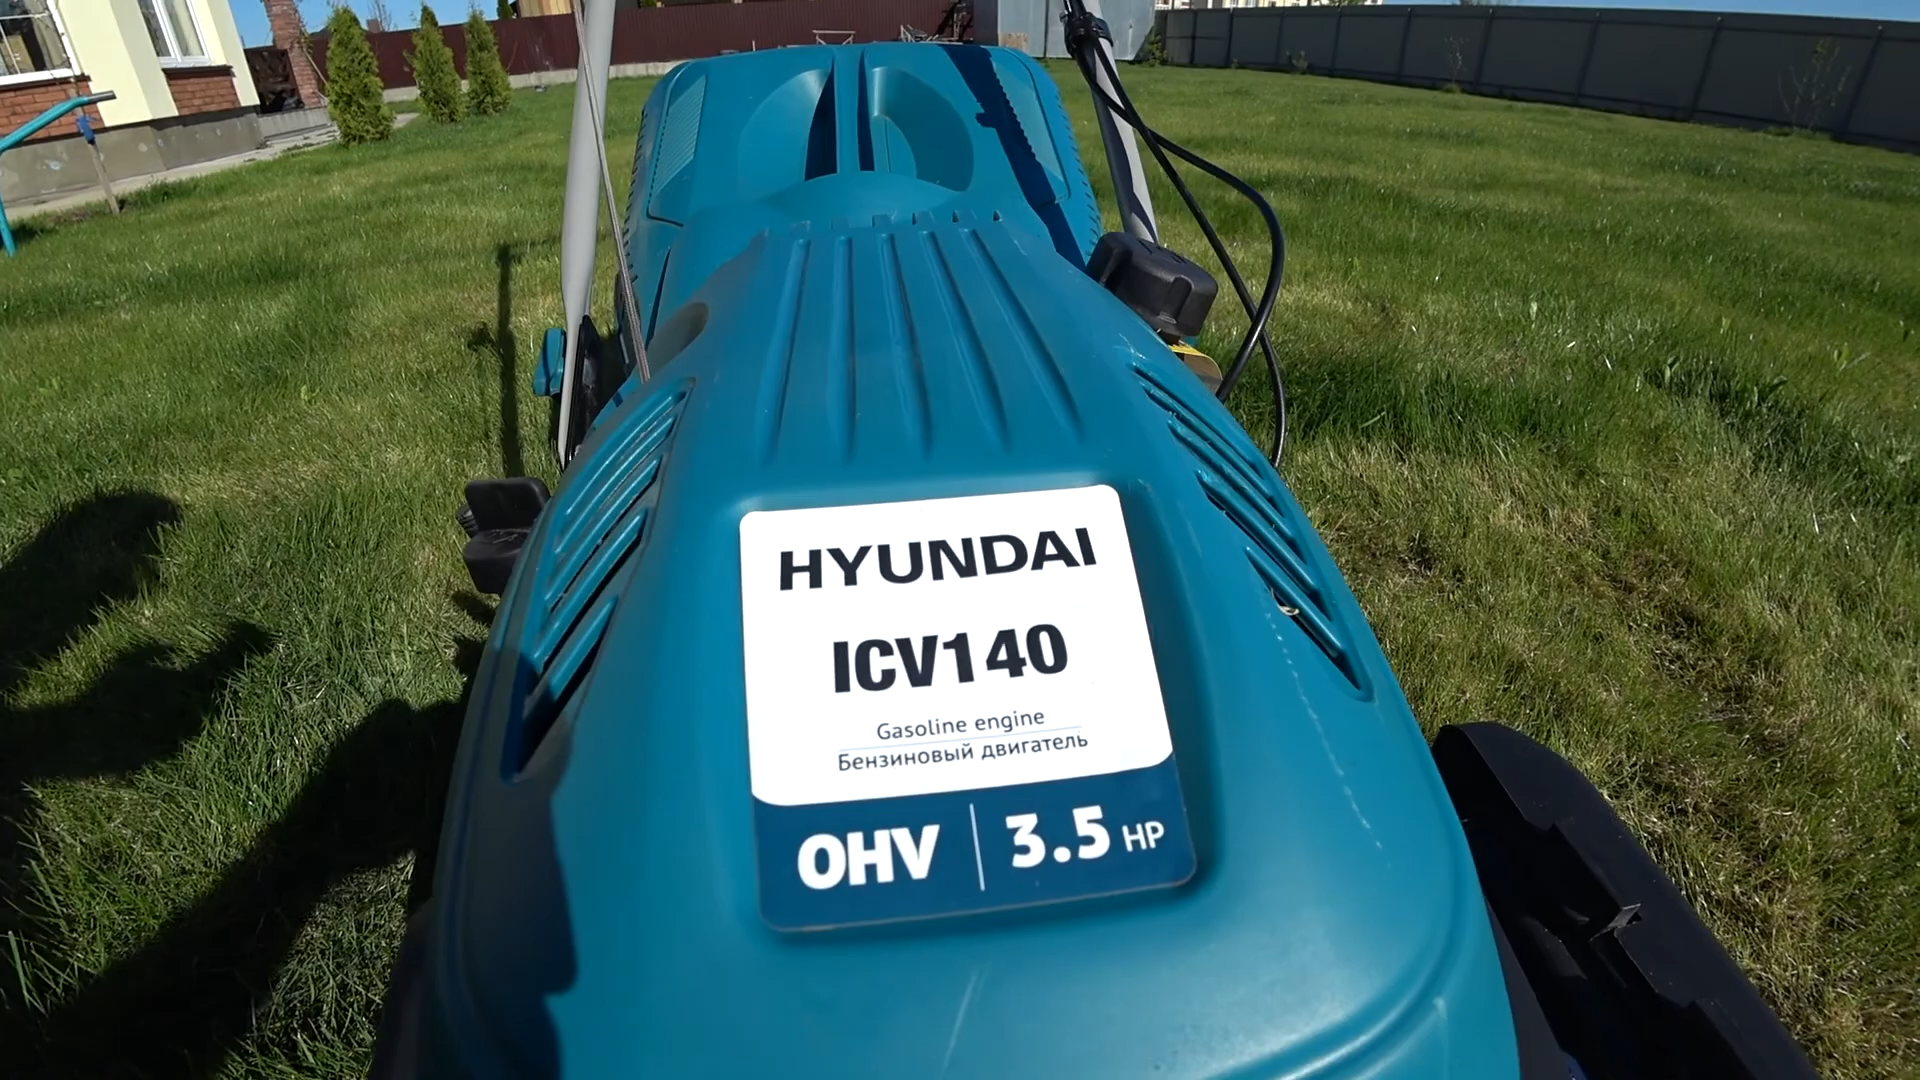 HYUNDAI
ICV140
Gasoline engine
Бензиновый двигатель
OHV | 3.5 HP